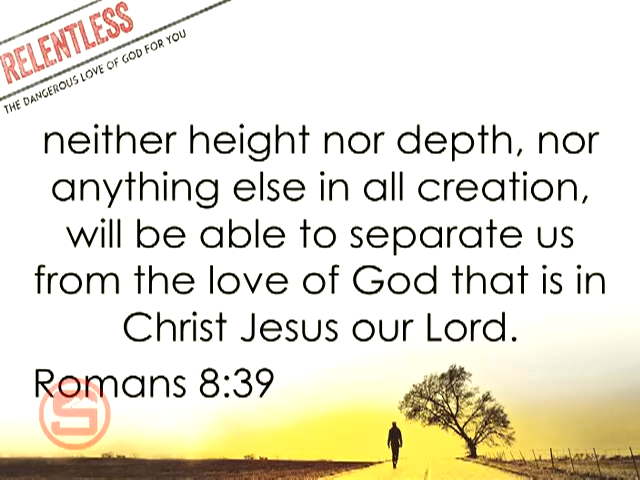 RELENTLESS
THE DANGEROUS LOVE OF GOD FOR YOU
neither height nor depth, nor
anything else in all creation,
will be able to separate us
from the love of God that is in
Christ Jesus our Lord.
Romans 8:39
S